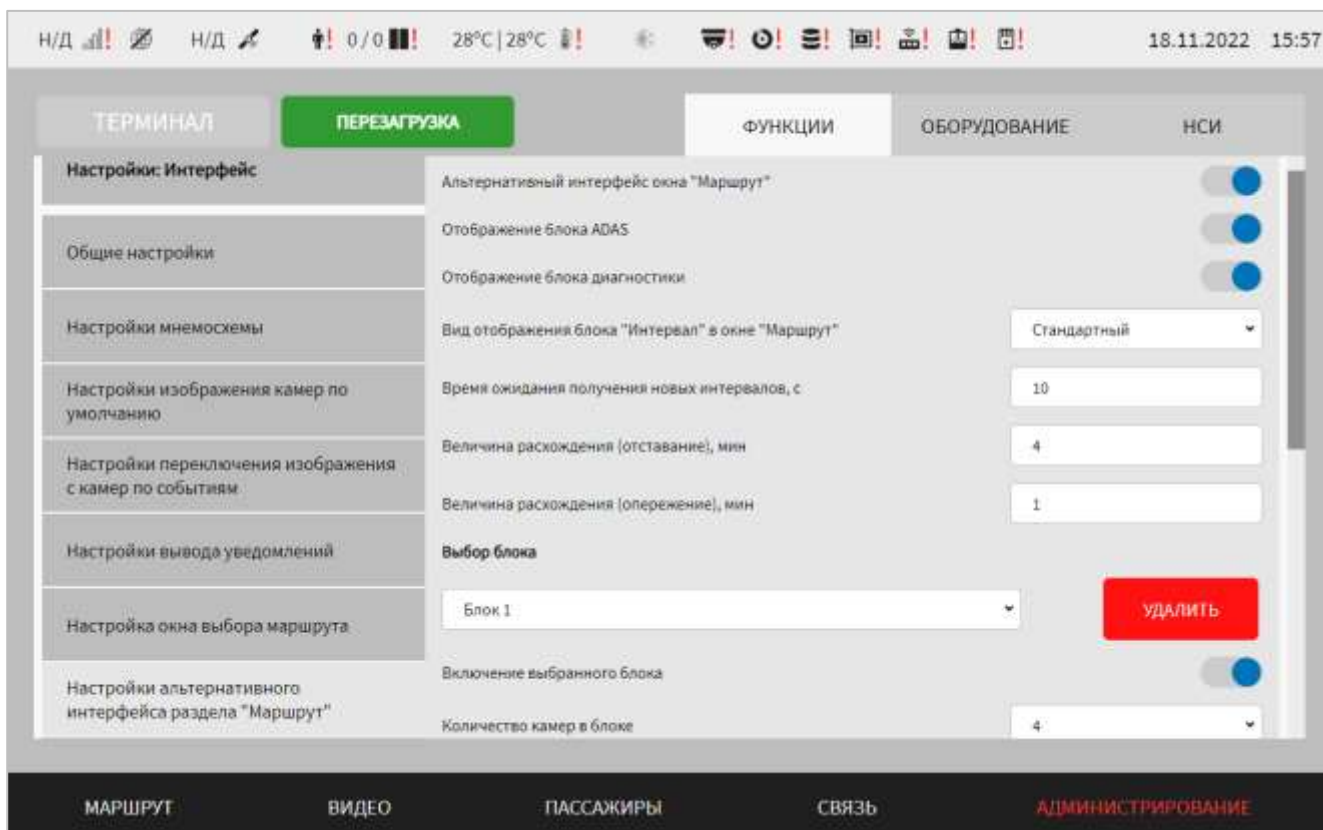 Н/Д ! Н/Д ! 0/0 ! 28°C|28°C ! ! ! ! ! ! ! ! 18.11.2022 15:57
ТЕРМИНАЛ ПЕРЕЗАГРУЗКА ФУНКЦИИ ОБОРУДОВАНИЕ НСИ
Настройки: Интерфейс
Общие настройки
Настройки мнемосхемы
Настройки изображения камер по
умолчанию
Настройки переключения изображения
с камер по событиям
Настройки вывода уведомлений
Настройка окна выбора маршрута
Настройки альтернативного
интерфейса раздела "Маршрут"
Альтернативный интерфейс окна "Маршрут"
Отображение блока ADAS
Отображение блока диагностики
Вид отображения блока "Интервал" в окне "Маршрут" Стандартный
Время ожидания получения новых интервалов, с 10
Величина расхождения (отставание), мин 4
Величина расхождения (опережение), мин 1
Выбор блока
Блок 1 УДАЛИТЬ
Включение выбранного блока
Количество камер в блоке 4
МАРШРУТ ВИДЕО ПАССАЖИРЫ СВЯЗЬ АДМИНИСТРИРОВАНИЕ